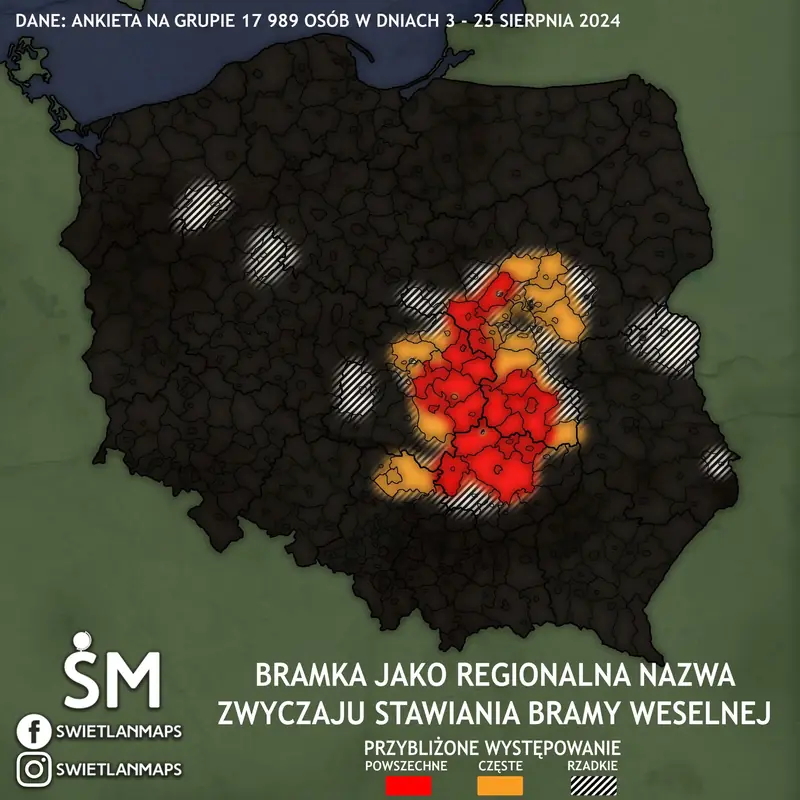 DANE: ANKIETA NA GRUPIE 17 989 OSÓB W DNIACH 3 - 25 SIERPNIA 2024
ŚM
SWIETLANMAPS
SWIETLANMAPS
BRAMKA JAKO REGIONALNA NAZWA
ZWYCZAJU STAWIANIA BRAMY WESELNEJ
PRZYBLIŻONE WYSTĘPOWANIE
POWSZECHNE CZĘSTE RZADKIE